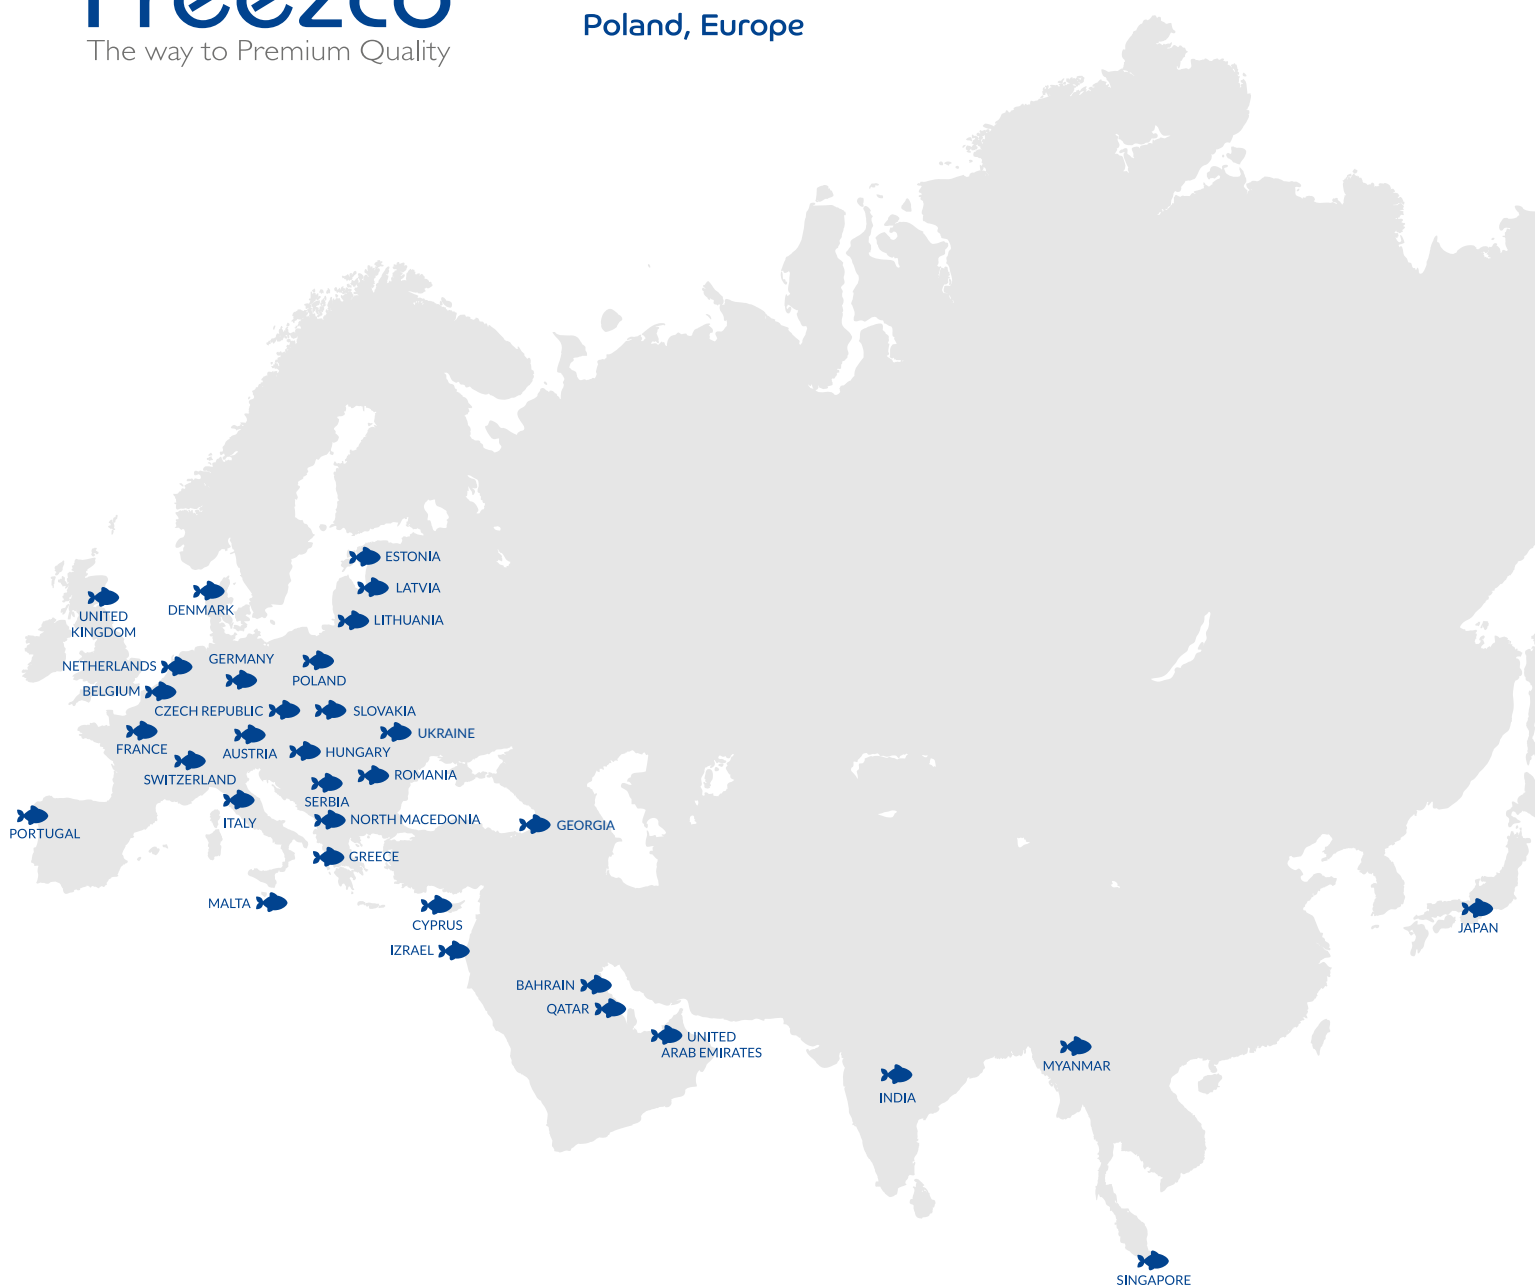 Freezco
The way to Premium Quality
Poland, Europe
ESTONIA
LATVIA
LITHUANIA
UNITED
KINGDOM
DENMARK
NETHERLANDS
GERMANY
POLAND
BELGIUM
CZECH REPUBLIC
SLOVAKIA
FRANCE
AUSTRIA
HUNGARY
UKRAINE
SWITZERLAND
ROMANIA
SERBIA
PORTUGAL
ITALY
NORTH MACEDONIA
GEORGIA
GREECE
MALTA
CYPRUS
IZRAEL
JAPAN
BAHRAIN
QATAR
UNITED
ARAB EMIRATES
MYANMAR
INDIA
SINGAPORE